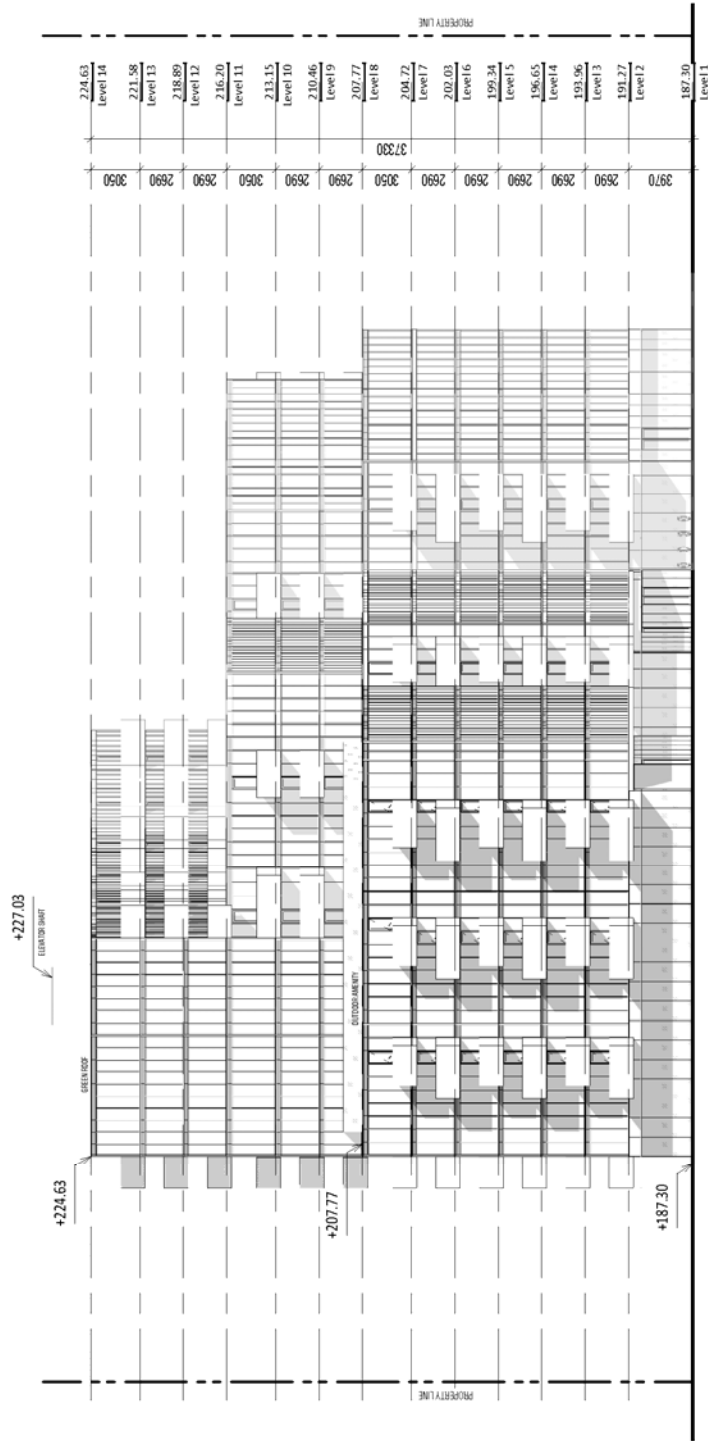 PROPERTY LINE
224.63
Level 14
221.58
Level 13
218.89
Level 12
216.20
Level 11
213.15
Level 10
210.46
Level 9
207.77
Level 8
204.72
Level 7
202.03
Level 6
199.34
Level 5
196.65
Level 4
193.96
Level 3
191.27
Level 2
187.30
Level 1
37330
3050
2690
2690
3050
2690
2690
3050
2690
2690
2690
2690
2690
3970
+227.03
ELEVATOR SHAFT
GREEN ROOF
OUTDOOR AMENITY
+224.63
+207.77
+187.30
PROPERTY LINE